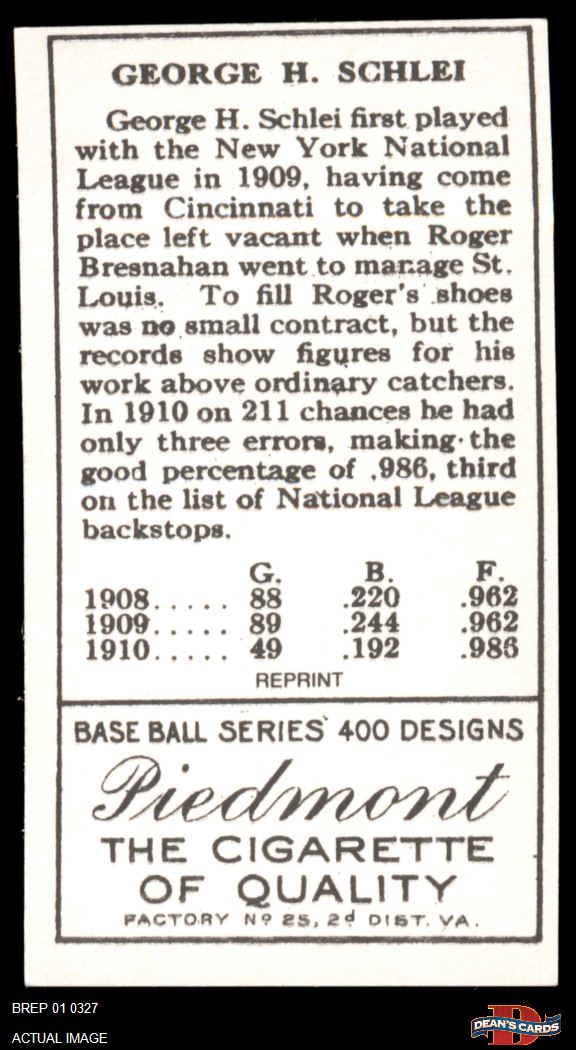 GEORGE H. SCHLEI
George H. Schlei first played
with the New York National
League in 1909, having come
from Cincinnati to take the
place left vacant when Roger
Bresnahan went to manage St.
Louis. To fill Roger's shoes
was no small contract, but the
records show figures for his
work above ordinary catchers.
In 1910 on 211 chances he had
only three errors, making the
good percentage of .986, third
on the list of National League
backstops.
G. B. F.
1908..... 88 .220 .962
1909..... 89 .244 .962
1910..... 49 .192 .986
REPRINT
BASE BALL SERIES 400 DESIGNS
Piedmont
THE CIGARETTE
OF QUALITY
FACTORY Nº 25, 2d DIST. VA.
BREP 01 0327
ACTUAL IMAGE
DEAN'S CARDS